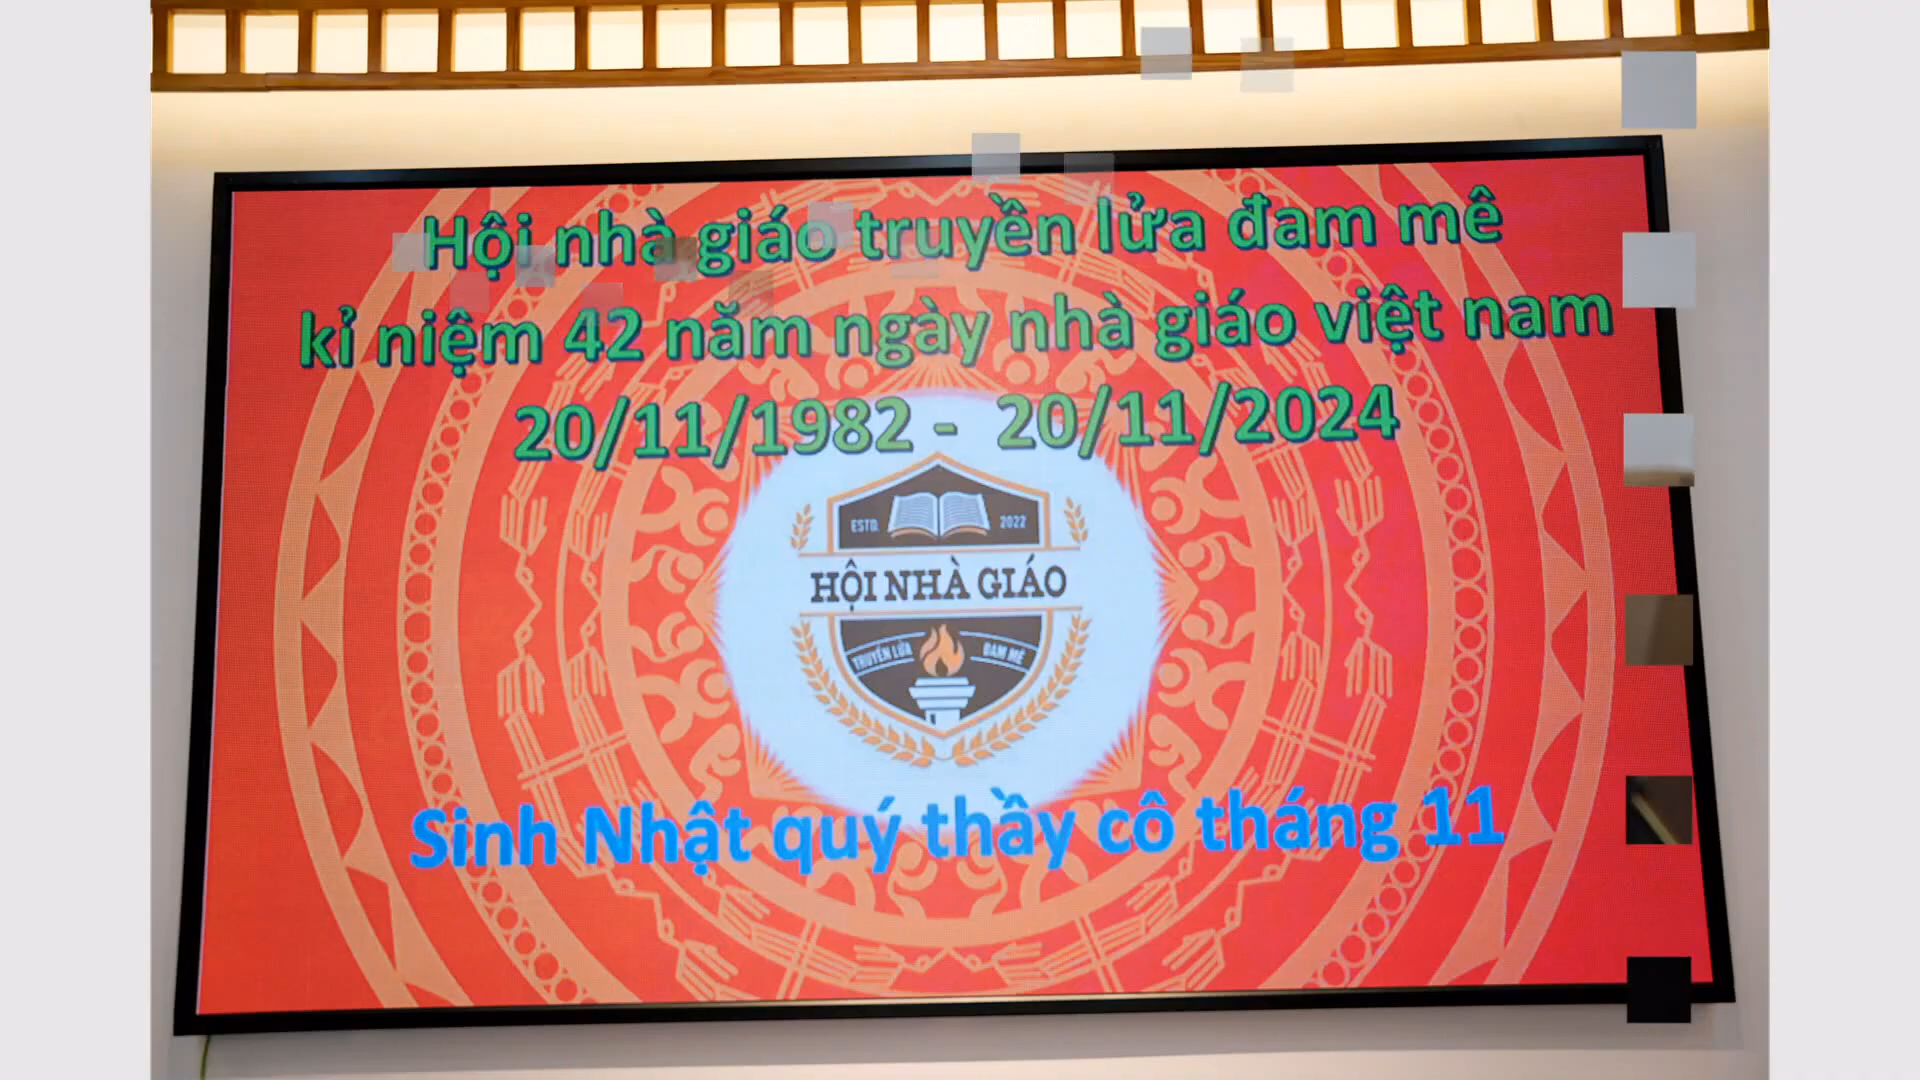 Hội nhà giáo truyền lửa đam mê
kỉ niệm 42 năm ngày nhà giáo việt nam
20/11/1982 - 20/11/2024
ESTD. 2022
HỘI NHÀ GIÁO
TRUYỀN LỬA ĐAM MÊ
Sinh Nhật quý thầy cô tháng 11